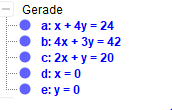 Gerade
a: x + 4y = 24
b: 4x + 3y = 42
c: 2x + y = 20
d: x = 0
e: y = 0